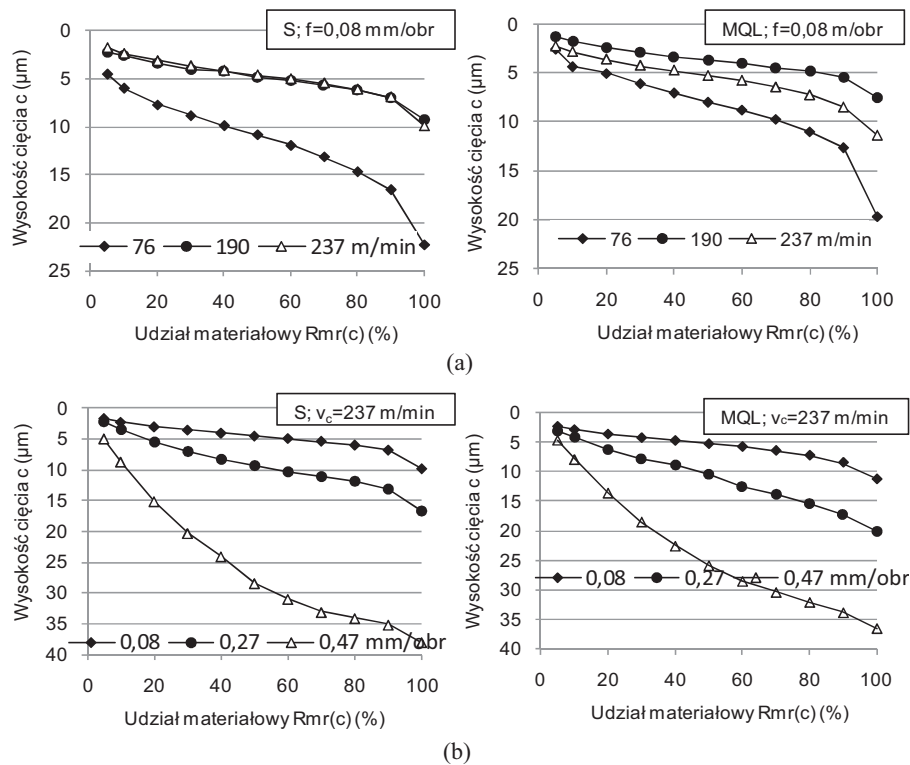 S; f=0,08 mm/obr
Wysokość cięcia c (µm)
0
5
10
15
20
25
76 190 237 m/min
0 20 40 60 80 100
Udział materiałowy Rmr(c) (%)
MQL; f=0,08 mm/obr
Wysokość cięcia c (µm)
0
5
10
15
20
25
76 190 237 m/min
0 20 40 60 80 100
Udział materiałowy Rmr(c) (%)
(a)
S; vc=237 m/min
Wysokość cięcia c (µm)
0
5
10
15
20
25
30
35
40
0,08 0,27 0,47 mm/obr
0 20 40 60 80 100
Udział materiałowy Rmr(c) (%)
MQL; vc=237 m/min
Wysokość cięcia c (µm)
0
5
10
15
20
25
30
35
40
0,08 0,27 0,47 mm/obr
0 20 40 60 80 100
Udział materiałowy Rmr(c) (%)
(b)